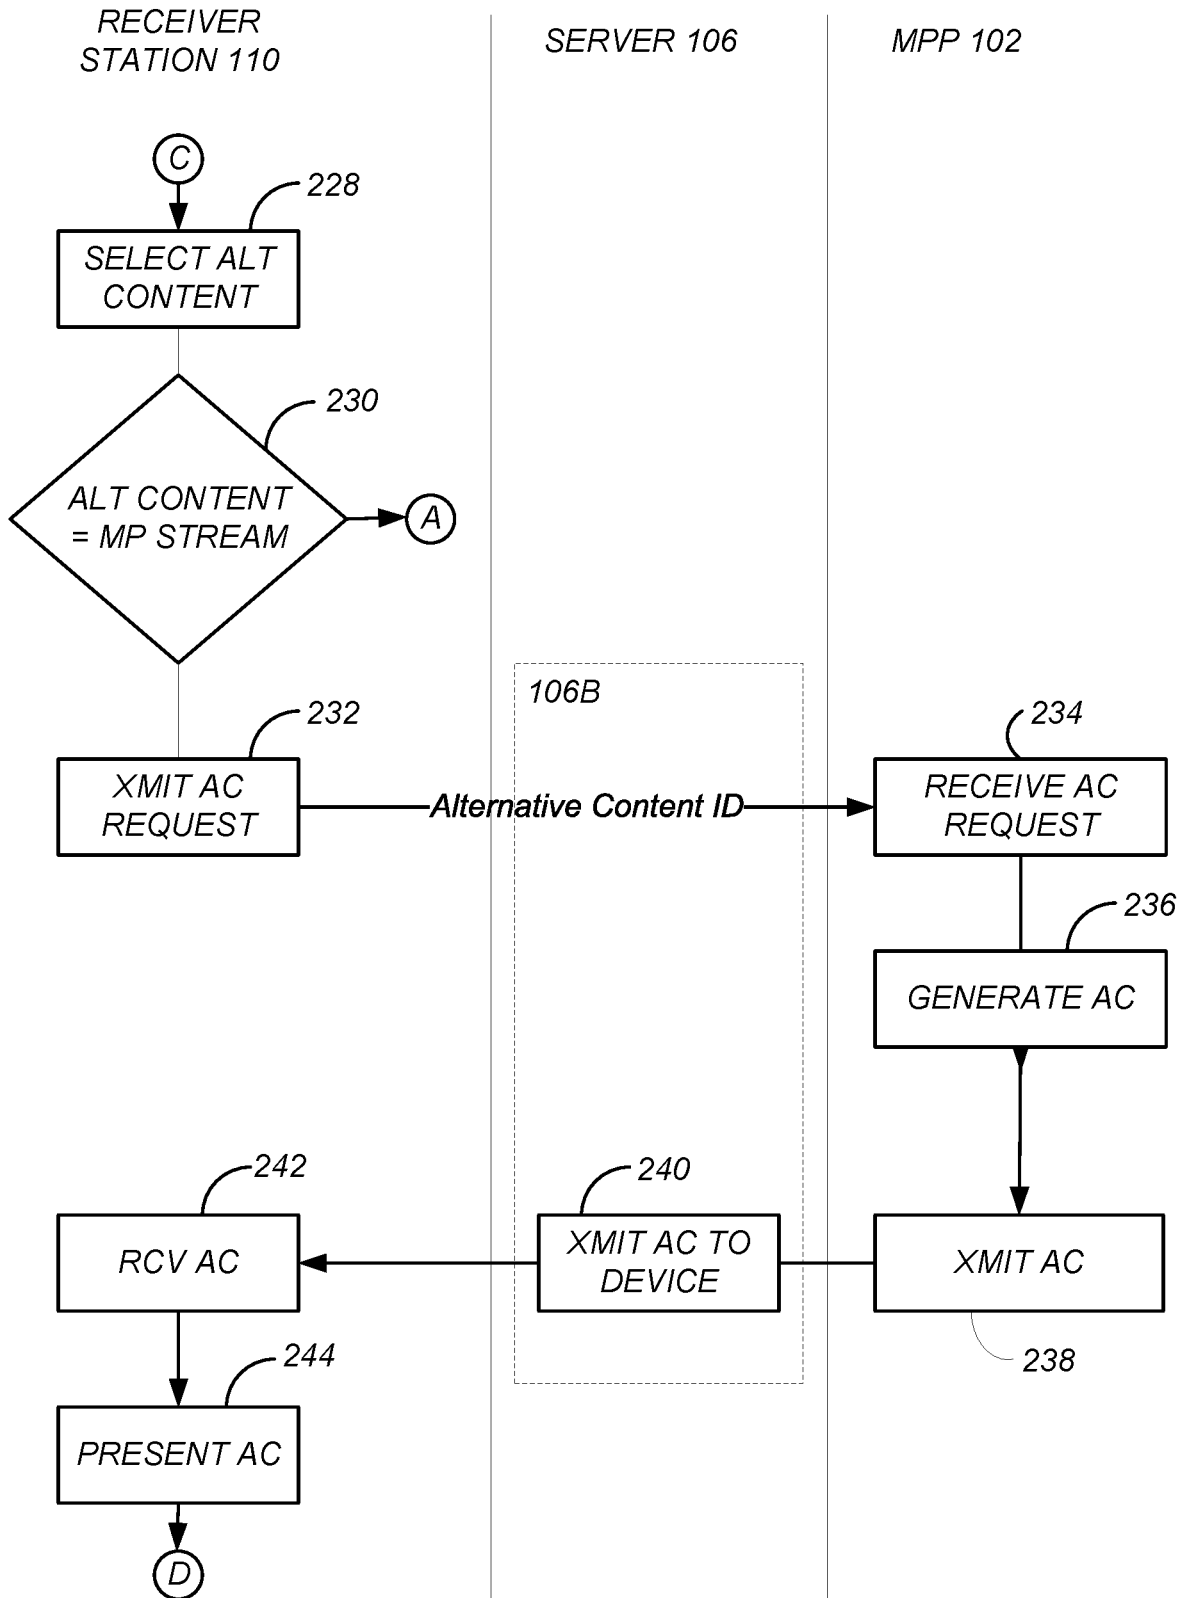 RECEIVER
STATION 110
SERVER 106
MPP 102
C
228
SELECT ALT
CONTENT
230
ALT CONTENT
= MP STREAM
A
106B
232
XMIT AC
REQUEST
Alternative Content ID
234
RECEIVE AC
REQUEST
236
GENERATE AC
242
RCV AC
240
XMIT AC TO
DEVICE
XMIT AC
238
244
PRESENT AC
D